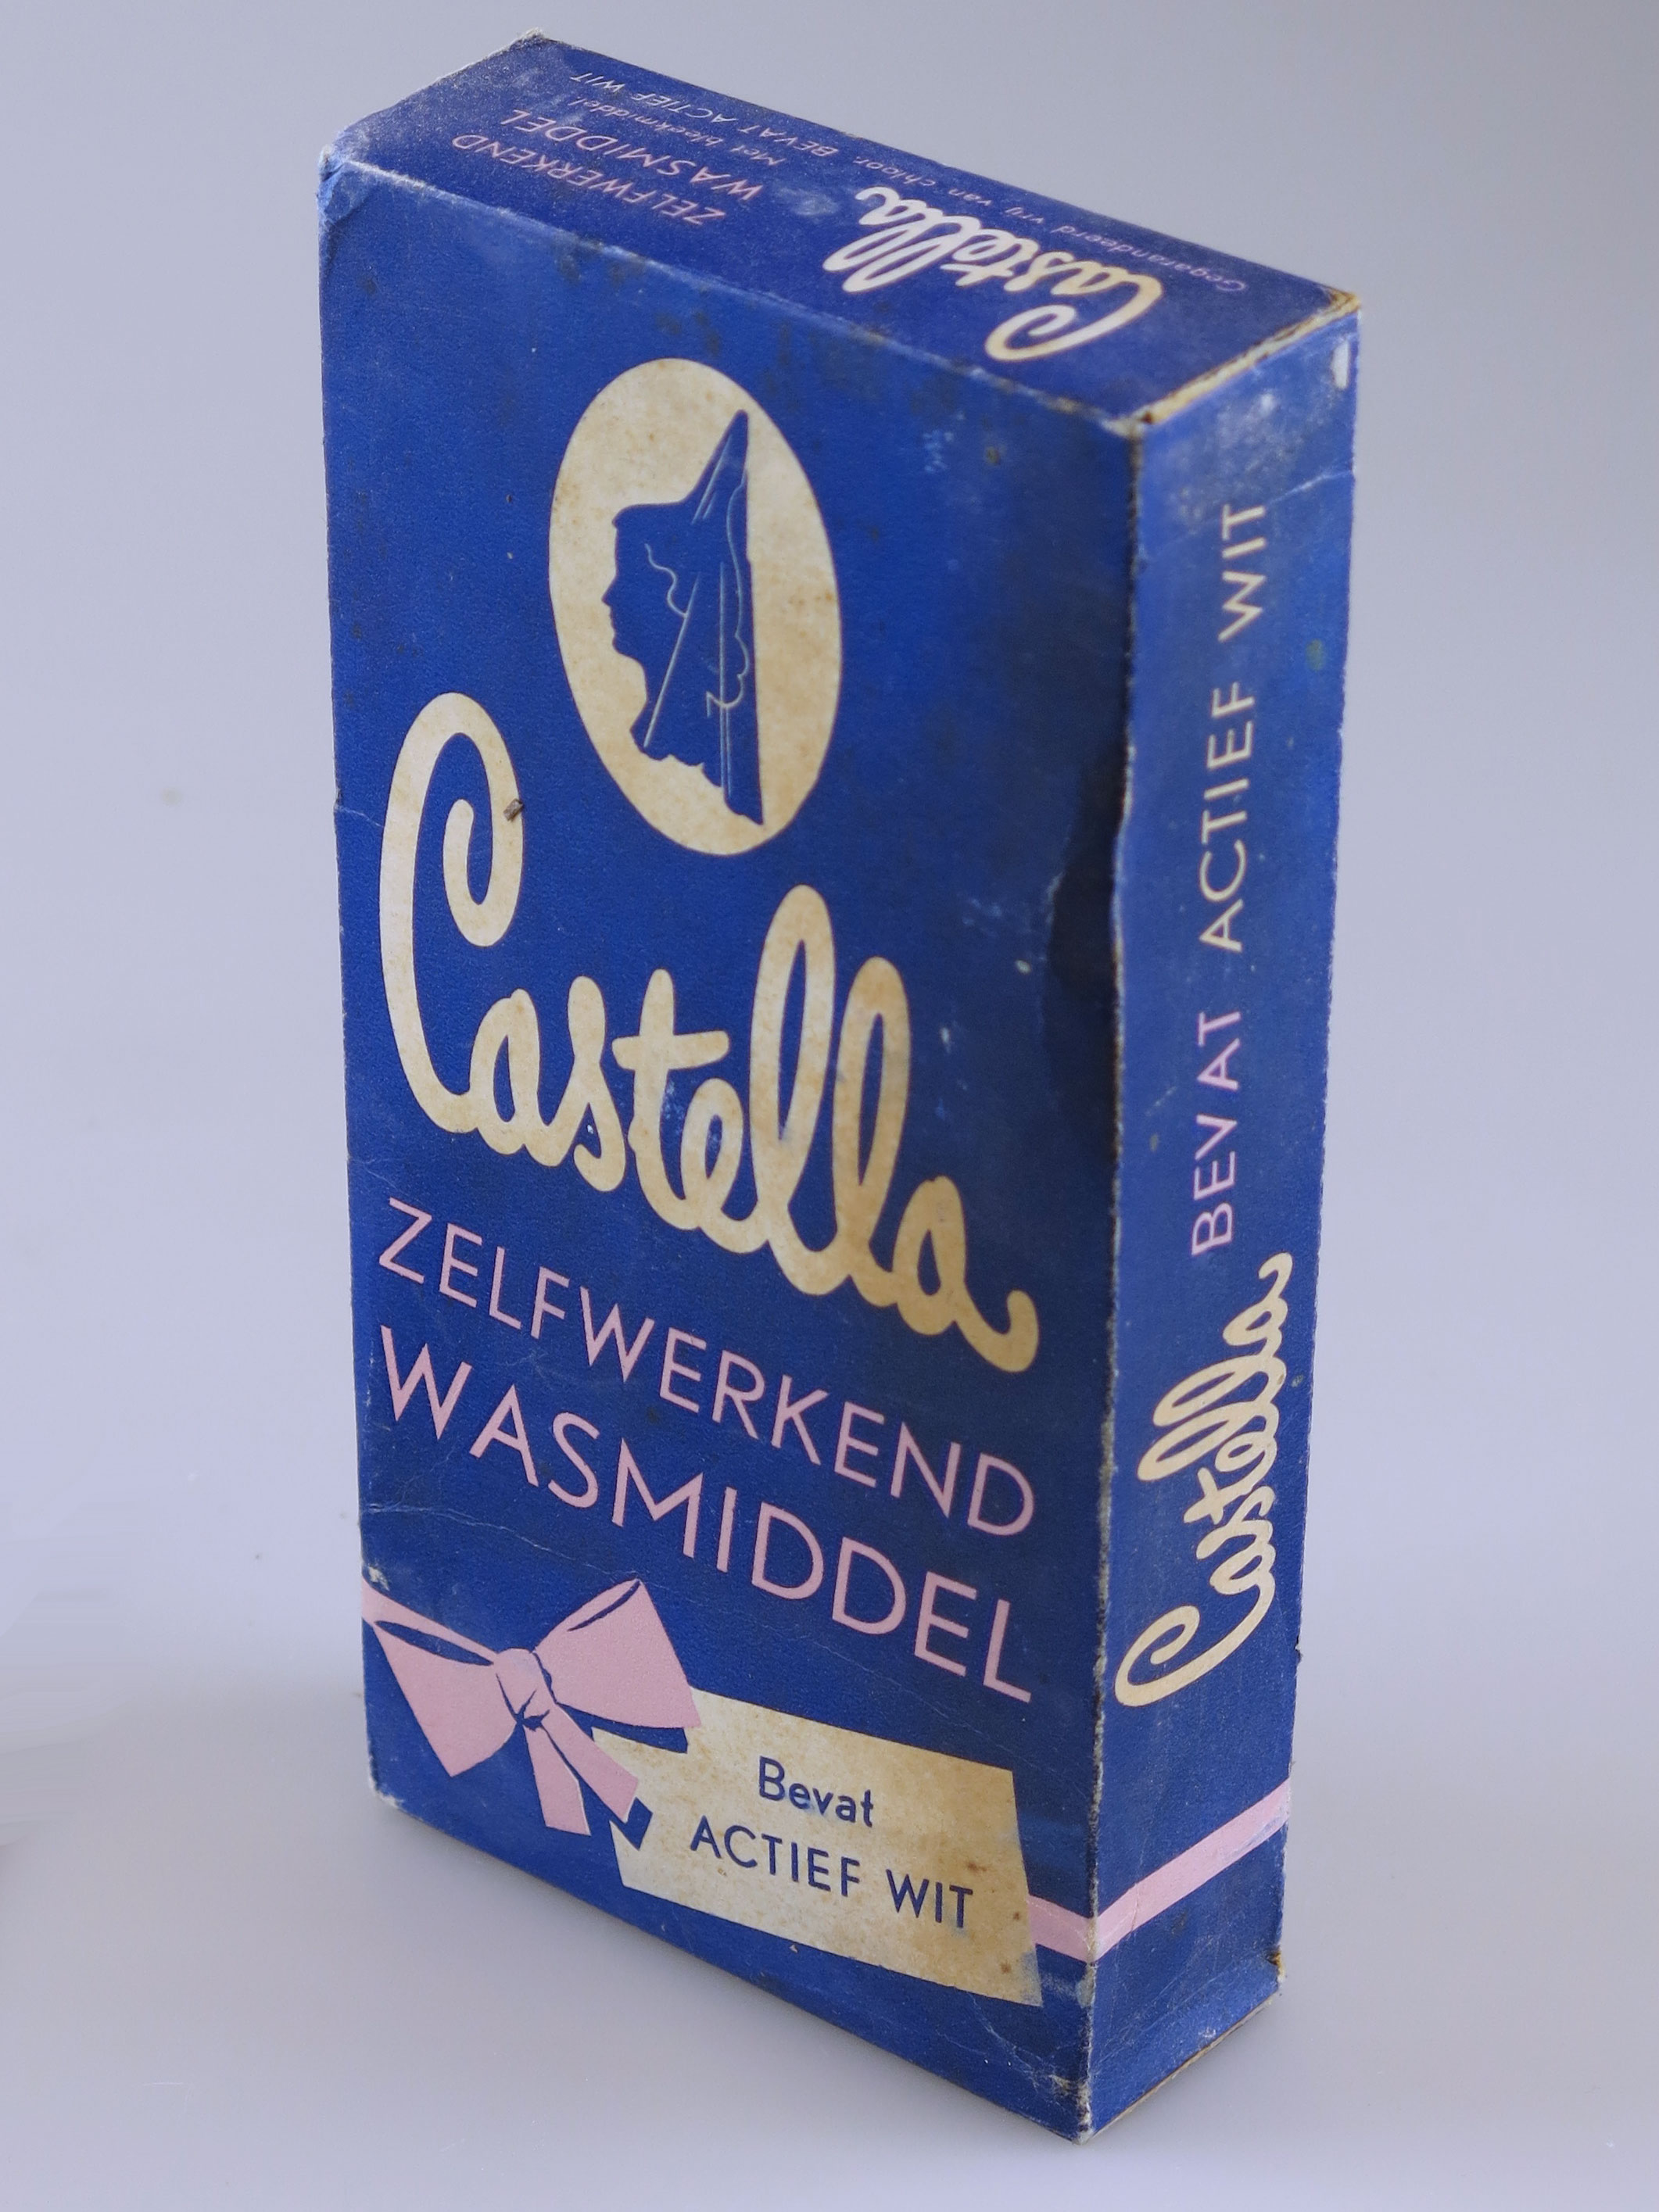 ZELFWERKEND
WASMIDDEL
Castella
Met bleekmiddel.
Gegarandeerd vrij van chloor. BEVAT ACTIEF WIT
Castella
ZELFWERKEND
WASMIDDEL
Bevat
ACTIEF WIT
Castella BEVAT ACTIEF WIT